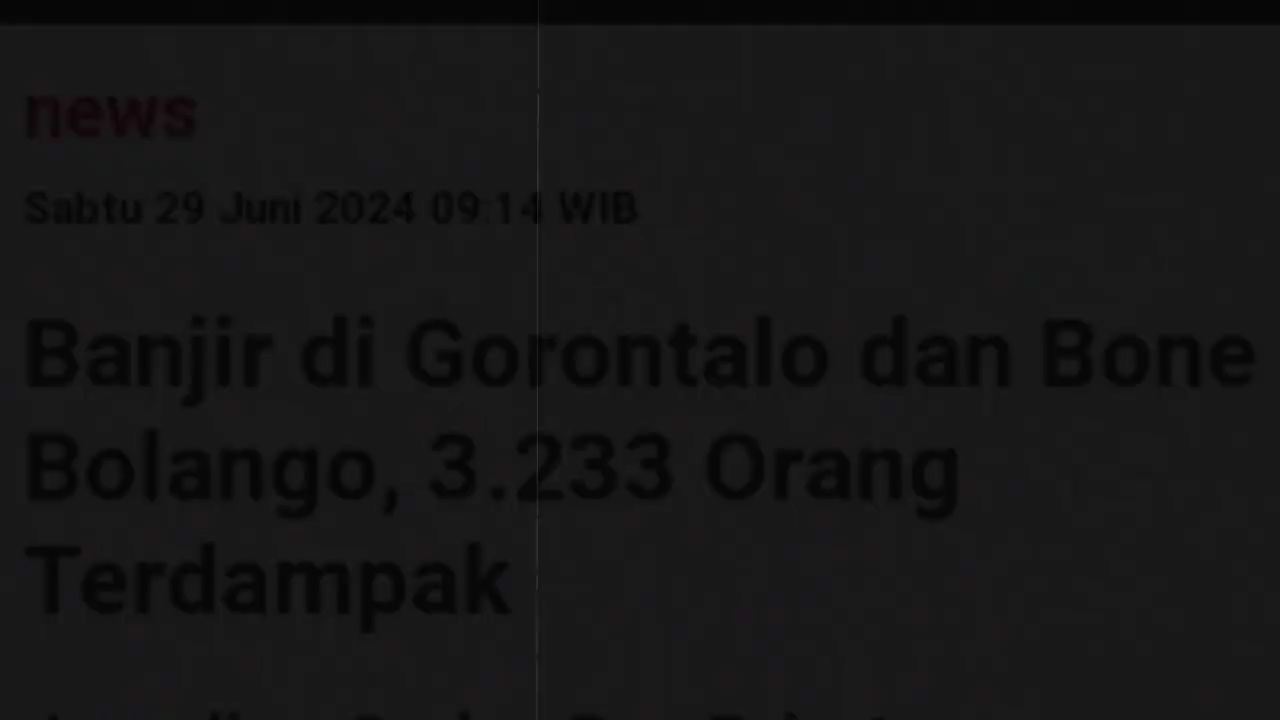 news
Sabtu 29 Juni 2024 09:14 WIB
Banjir di Gorontalo dan Bone
Bolango, 3.233 Orang
Terdampak